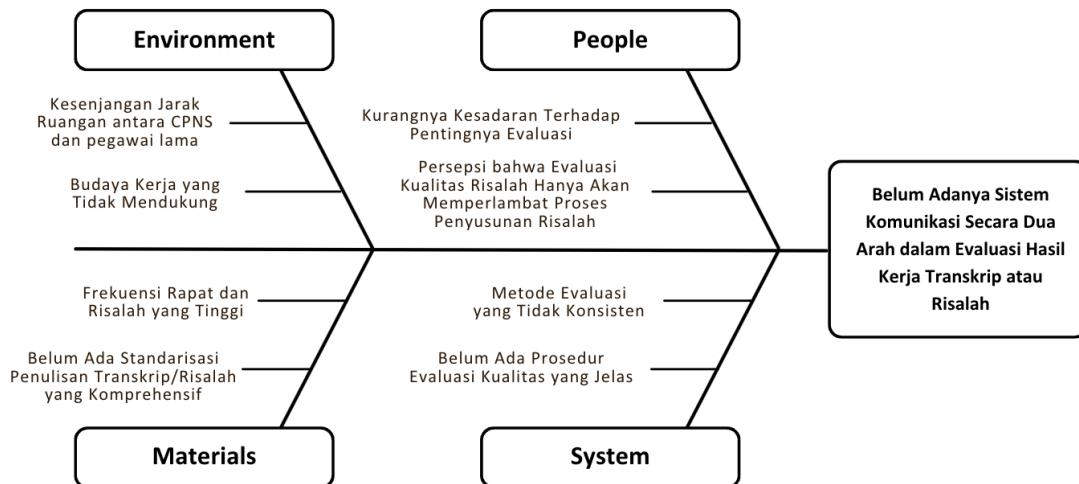 Environment
People
Kesenjangan Jarak
Ruangan antara CPNS
dan pegawai lama
Budaya Kerja yang
Tidak Mendukung
Kurangnya Kesadaran Terhadap
Pentingnya Evaluasi
Persepsi bahwa Evaluasi
Kualitas Risalah Hanya Akan
Memperlambat Proses
Penyusunan Risalah
Belum Adanya Sistem
Komunikasi Secara Dua
Arah dalam Evaluasi Hasil
Kerja Transkrip atau
Risalah
Frekuensi Rapat dan
Risalah yang Tinggi
Belum Ada Standarisasi
Penulisan Transkrip/Risalah
yang Komprehensif
Metode Evaluasi
yang Tidak Konsisten
Belum Ada Prosedur
Evaluasi Kualitas yang Jelas
Materials
System